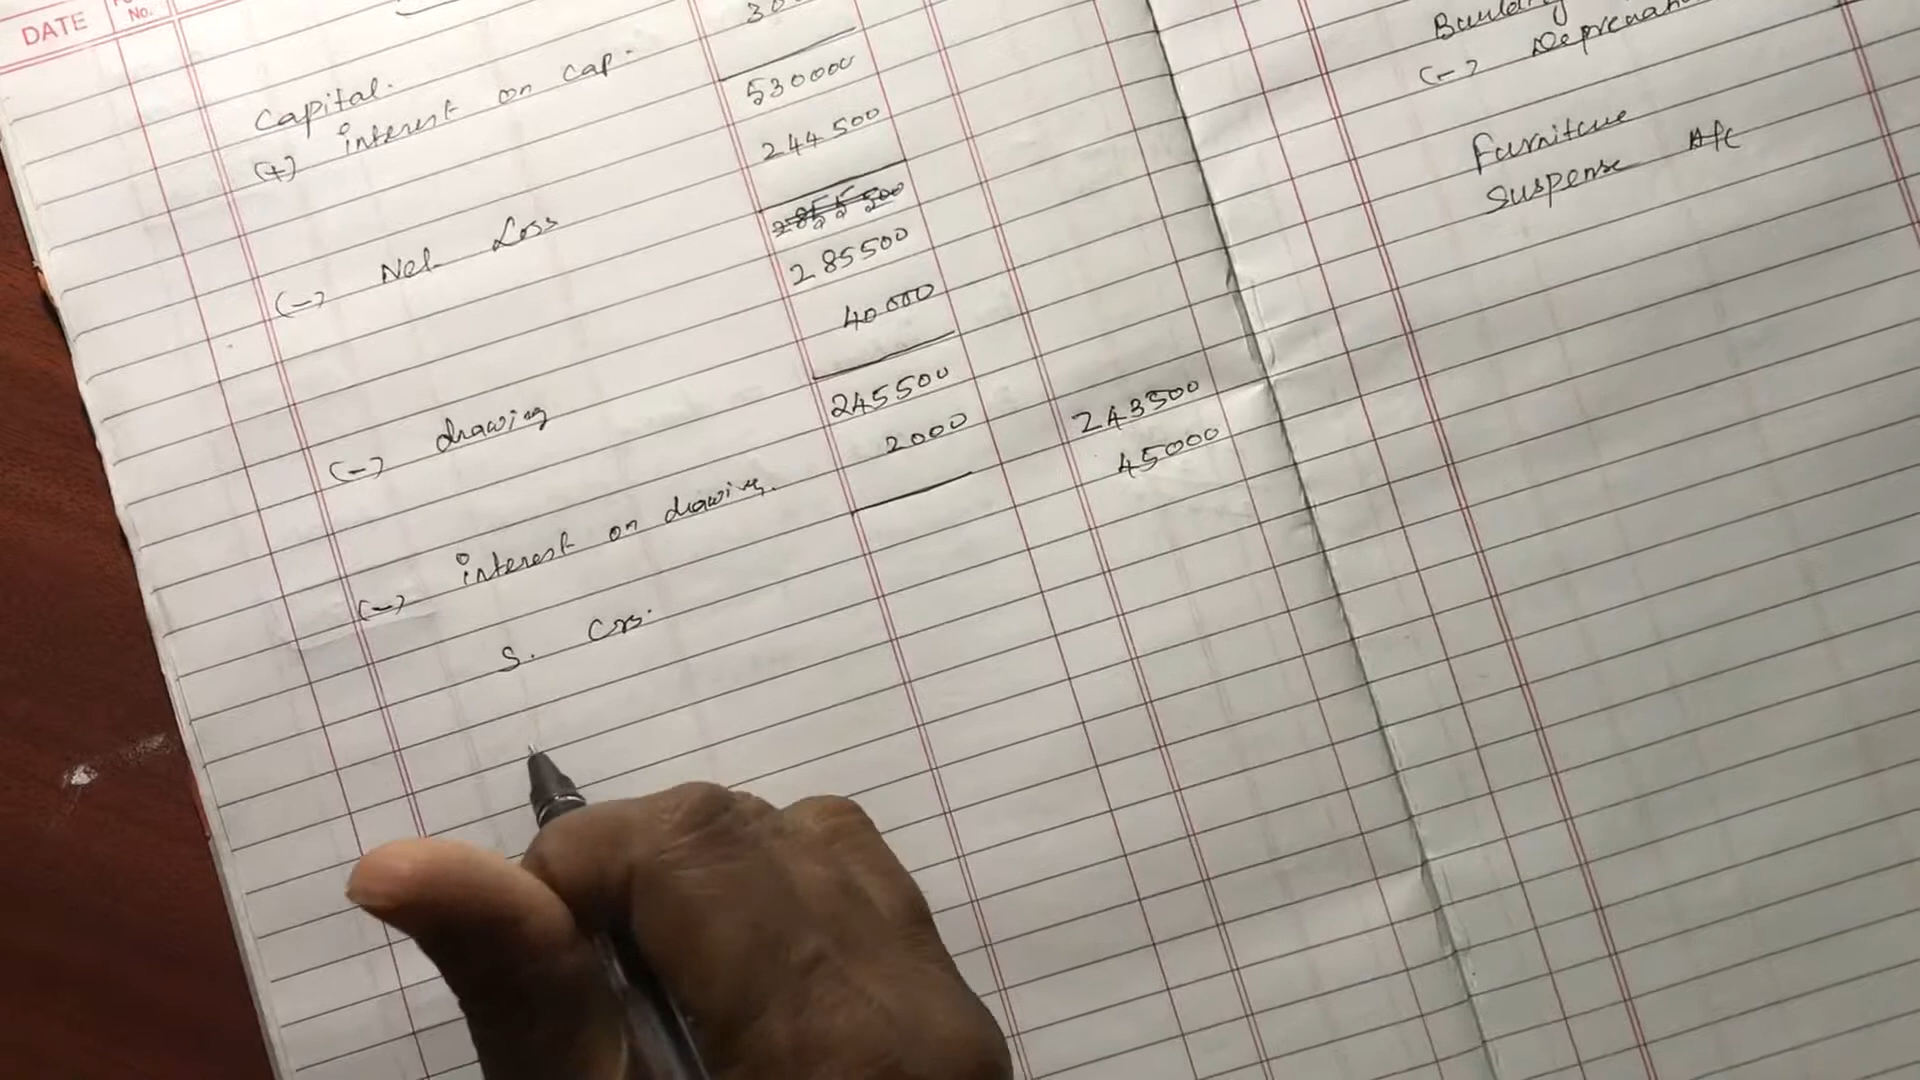 DATE No.
Capital. 
(+) interest on cap. 530000
(-) Net Loss 244500
285500
285500
(-) drawing 40000
245500
(-) interest on drawing. 2000 243500
S. Crs. 45000
Building
(-) Depreciation
Furniture
Suspense A/c